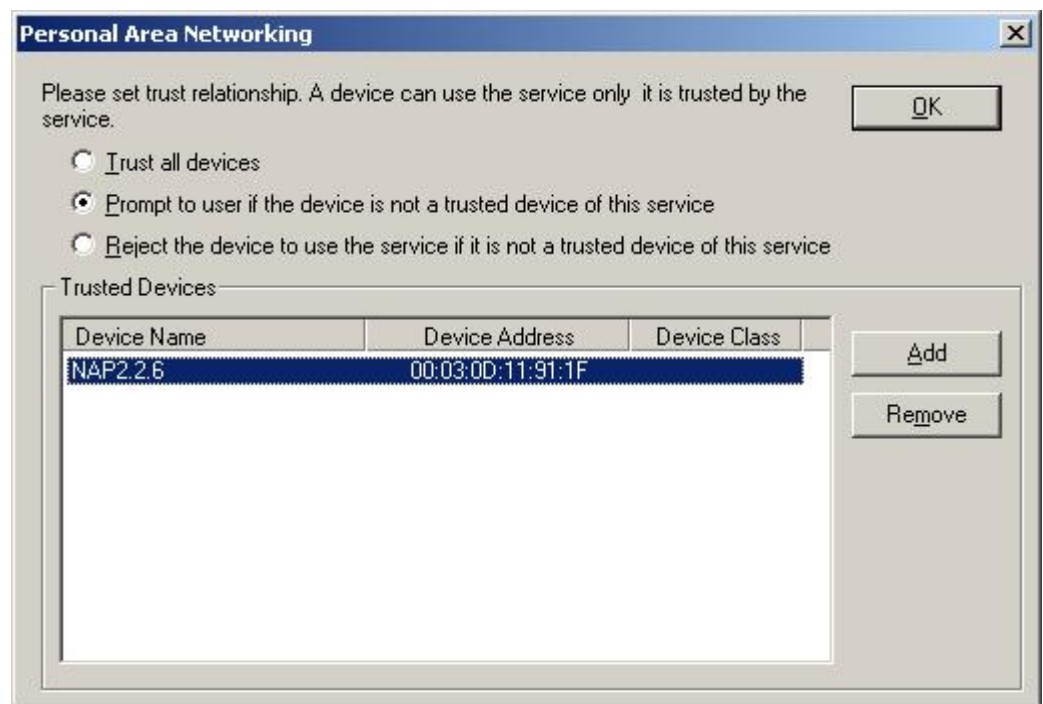 Personal Area Networking
Please set trust relationship. A device can use the service only  it is trusted by the
service.
OK
Trust all devices
Prompt to user if the device is not a trusted device of this service
Reject the device to use the service if it is not a trusted device of this service
Trusted Devices
Device Name Device Address Device Class
NAP2.2.6 00:03:0D:11:91:1F
Add
Remove